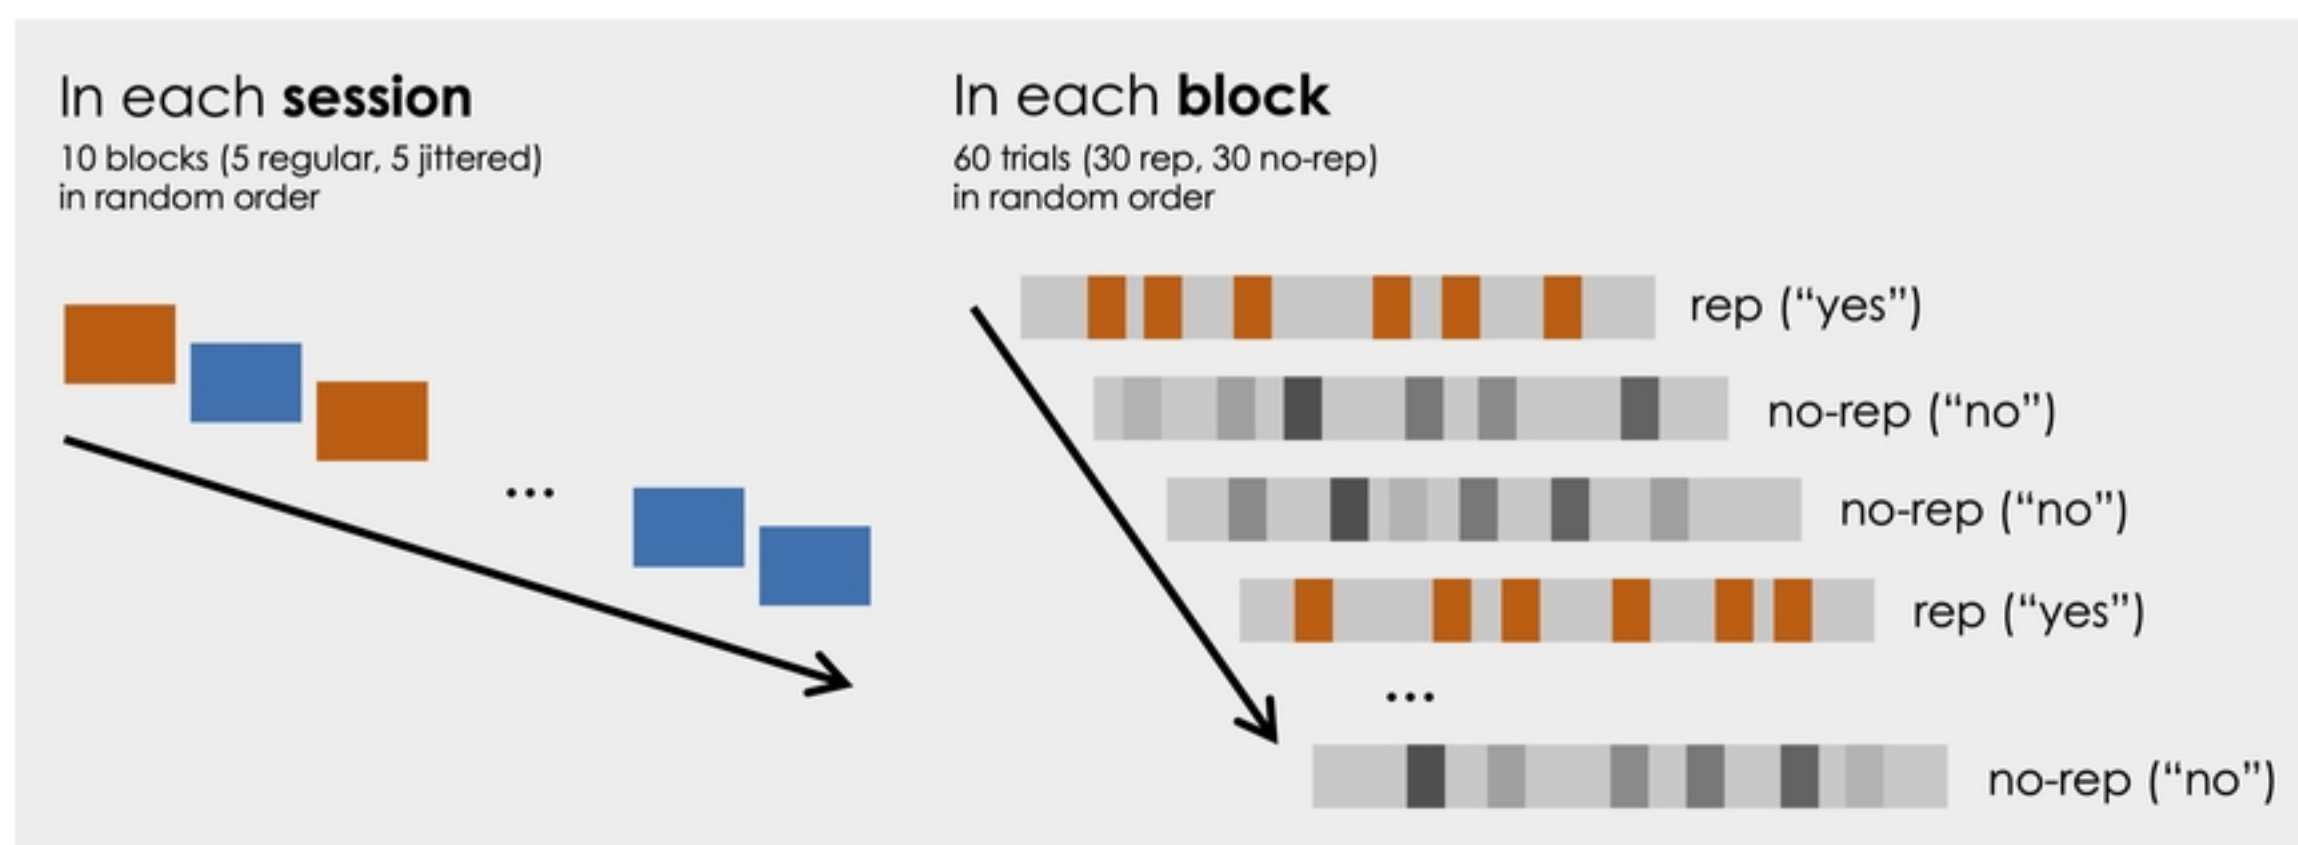 In each session
10 blocks (5 regular, 5 jittered)
in random order
...
In each block
60 trials (30 rep, 30 no-rep)
in random order
rep (“yes”)
no-rep (“no”)
no-rep (“no”)
rep (“yes”)
...
no-rep (“no”)